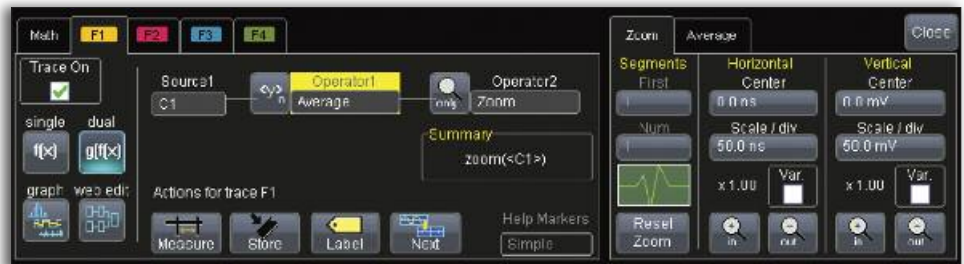 Math F1 F2 F3 F4
Trace On
single dual
f(x) g(f(x))
graph web edit
Source1
C1
Operator1
Average
Operator2
Zoom
Summary
zoom(<C1>)
Actions for trace F1
Measure Store Label Next
Help Markers
Simple
Zoom Average Close
Segments
First
1
Num
1
Reset
Zoom
Horizontal
Center
0.0 ns
Scale / div
50.0 ns
x 1.00 Var.
in out
Vertical
Center
0.0 mV
Scale / div
50.0 mV
x 1.00 Var.
in out